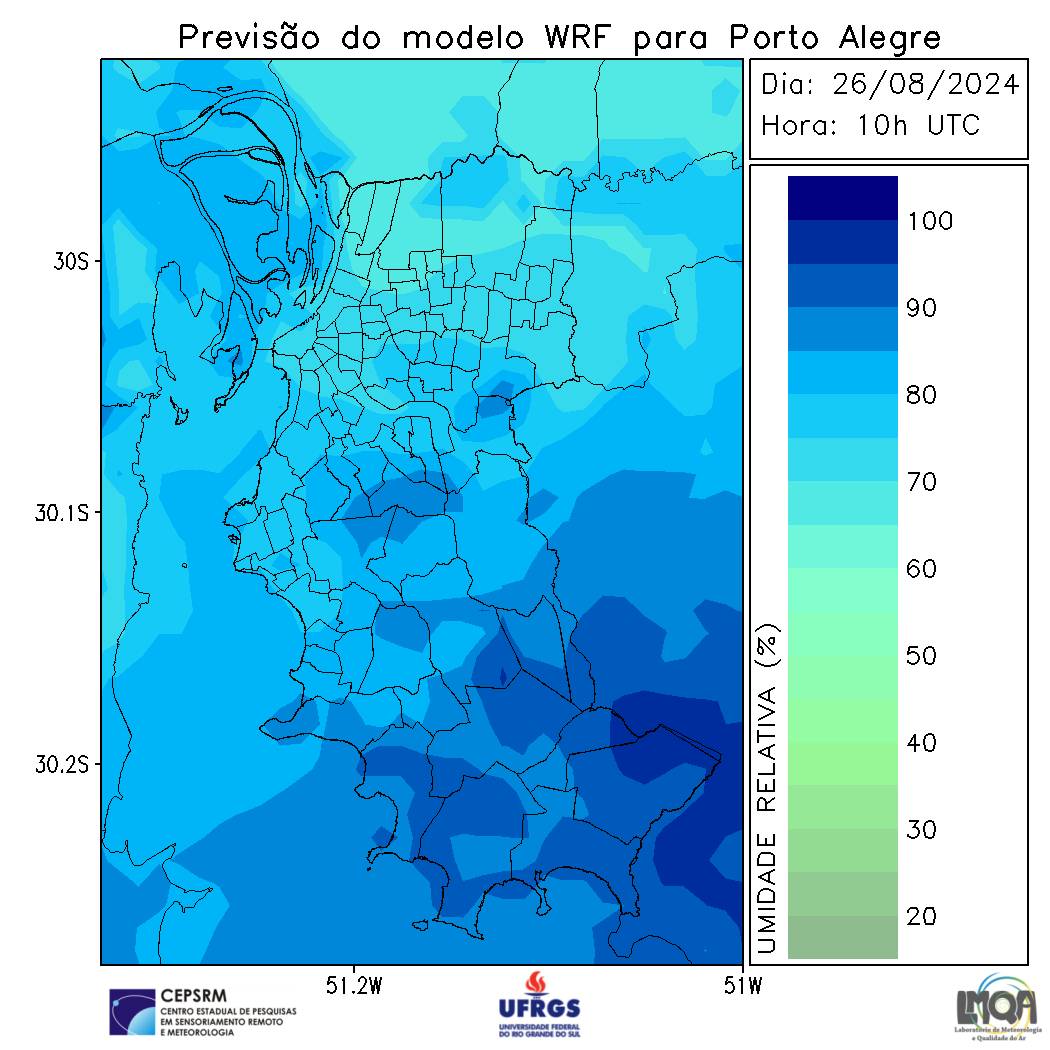 Previsão do modelo WRF para Porto Alegre
Dia: 26/08/2024
Hora: 10h UTC
30S
30.1S
30.2S
51.2W
51W
100
90
80
70
60
50
40
30
20
UMIDADE RELATIVA (%)
CEPSRM
CENTRO ESTADUAL DE PESQUISAS
EM SENSORIAMENTO REMOTO
E METEOROLOGIA
UFRGS
UNIVERSIDADE FEDERAL
DO RIO GRANDE DO SUL
LMQA
Laboratório de Meteorologia
e Qualidade do Ar